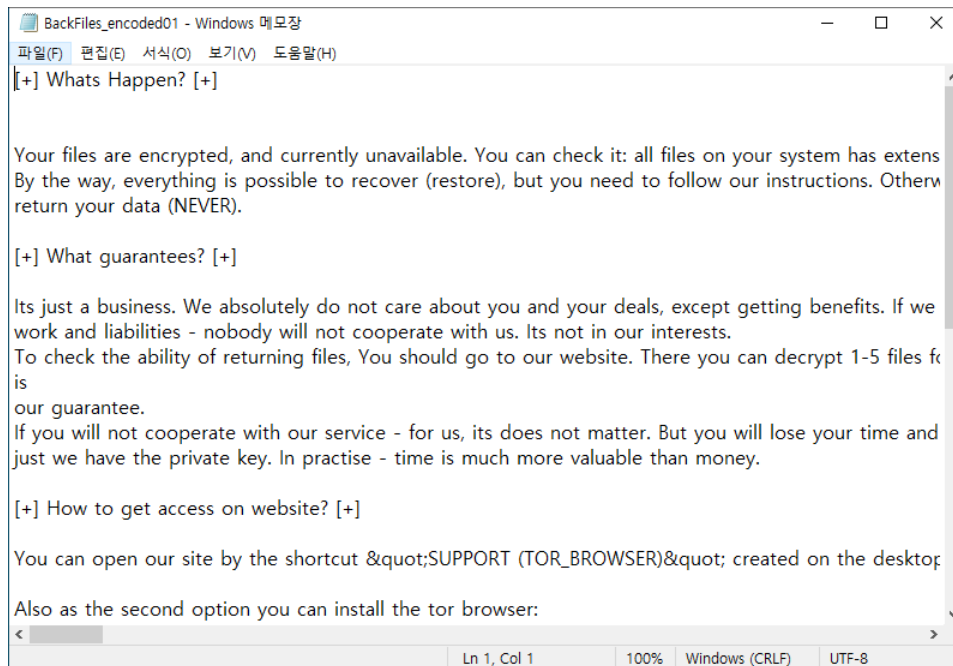 BackFiles_encoded01 - Windows 메모장
파일(F) 편집(E) 서식(O) 보기(V) 도움말(H)
[+] Whats Happen? [+]
Your files are encrypted, and currently unavailable. You can check it: all files on your system has extens
By the way, everything is possible to recover (restore), but you need to follow our instructions. Otherw
return your data (NEVER).
[+] What guarantees? [+]
Its just a business. We absolutely do not care about you and your deals, except getting benefits. If we
work and liabilities - nobody will not cooperate with us. Its not in our interests.
To check the ability of returning files, You should go to our website. There you can decrypt 1-5 files fo
is
our guarantee.
If you will not cooperate with our service - for us, its does not matter. But you will lose your time and
just we have the private key. In practise - time is much more valuable than money.
[+] How to get access on website? [+]
You can open our site by the shortcut &quot;SUPPORT (TOR_BROWSER)&quot; created on the desktop
Also as the second option you can install the tor browser:
Ln 1, Col 1 100% Windows (CRLF) UTF-8